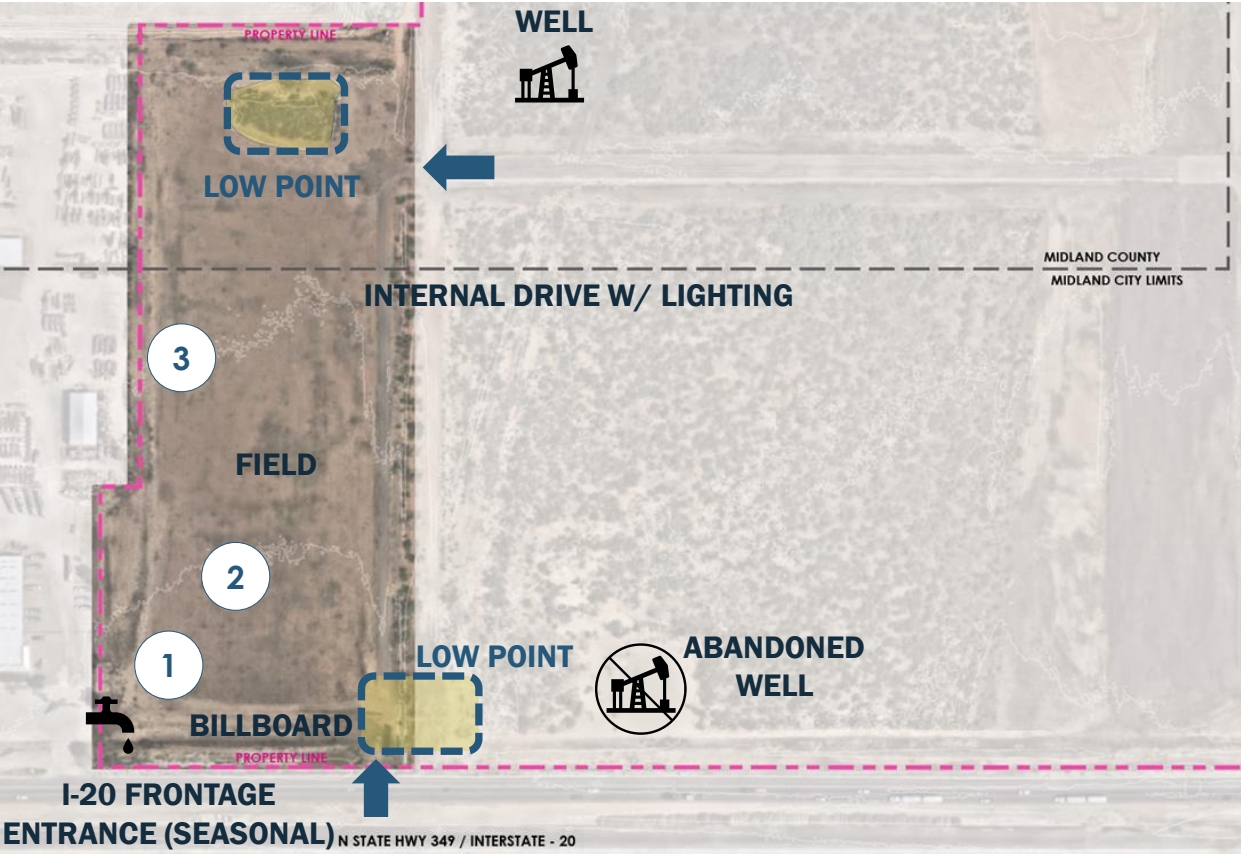 WELL
PROPERTY LINE
LOW POINT
MIDLAND COUNTY
MIDLAND CITY LIMITS
INTERNAL DRIVE W/ LIGHTING
3
FIELD
2
1
LOW POINT
ABANDONED
WELL
BILLBOARD
PROPERTY LINE
I-20 FRONTAGE
ENTRANCE (SEASONAL)
N STATE HWY 349 / INTERSTATE - 20